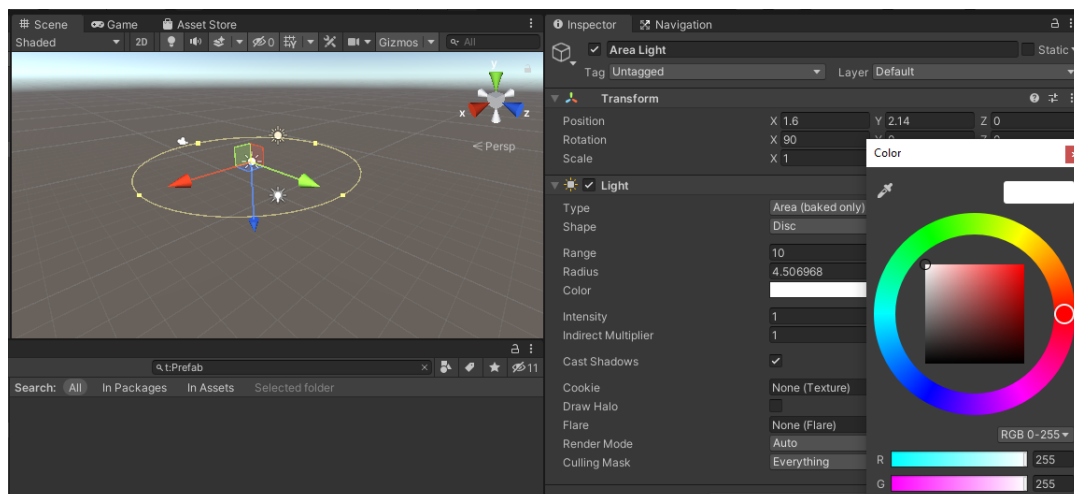 Scene Game Asset Store
Shaded 2D 0 Gizmos All
y
x z
Persp
t:Prefab 11
Search: All In Packages In Assets Selected folder
Inspector Navigation
Area Light Static
Tag Untagged Layer Default
Transform
Position X 1.6 Y 2.14 Z 0
Rotation X 90
Scale X 1
Light
Type Area (baked only)
Shape Disc
Range 10
Radius 4.506968
Color
Intensity 1
Indirect Multiplier 1
Cast Shadows
Cookie None (Texture)
Draw Halo
Flare None (Flare)
Render Mode Auto
Culling Mask Everything
Color
RGB 0-255
R 255
G 255